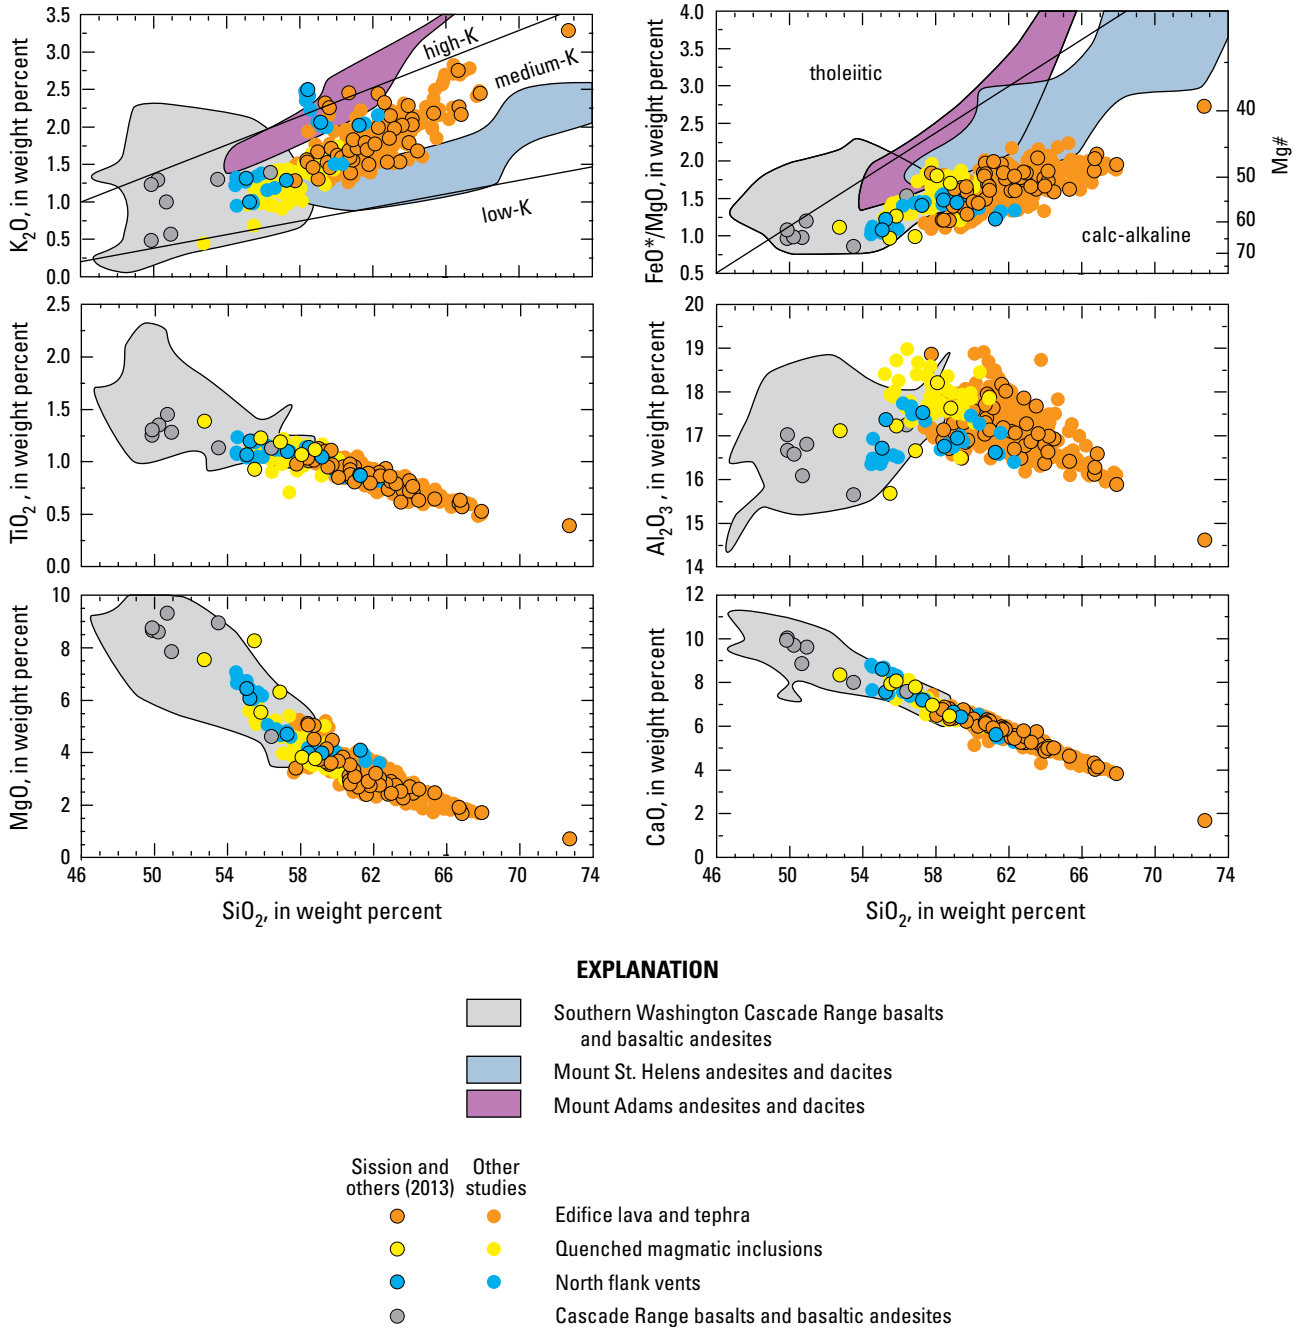 3.5
3.0
2.5
2.0
1.5
1.0
0.5
0.0
K2O, in weight percent
high-K
medium-K
low-K
4.0
3.5
3.0
2.5
2.0
1.5
1.0
0.5
FeO*/MgO, in weight percent
tholeiitic
calc-alkaline
40
50
60
70
Mg#
2.5
2.0
1.5
1.0
0.5
0.0
TiO2, in weight percent
20
19
18
17
16
15
14
Al2O3, in weight percent
10
8
6
4
2
0
MgO, in weight percent
46 50 54 58 62 66 70 74
SiO2, in weight percent
12
10
8
6
4
2
0
CaO, in weight percent
46 50 54 58 62 66 70 74
SiO2, in weight percent
EXPLANATION
Southern Washington Cascade Range basalts
and basaltic andesites
Mount St. Helens andesites and dacites
Mount Adams andesites and dacites
Sission and Other
others (2013) studies
Edifice lava and tephra
Quenched magmatic inclusions
North flank vents
Cascade Range basalts and basaltic andesites